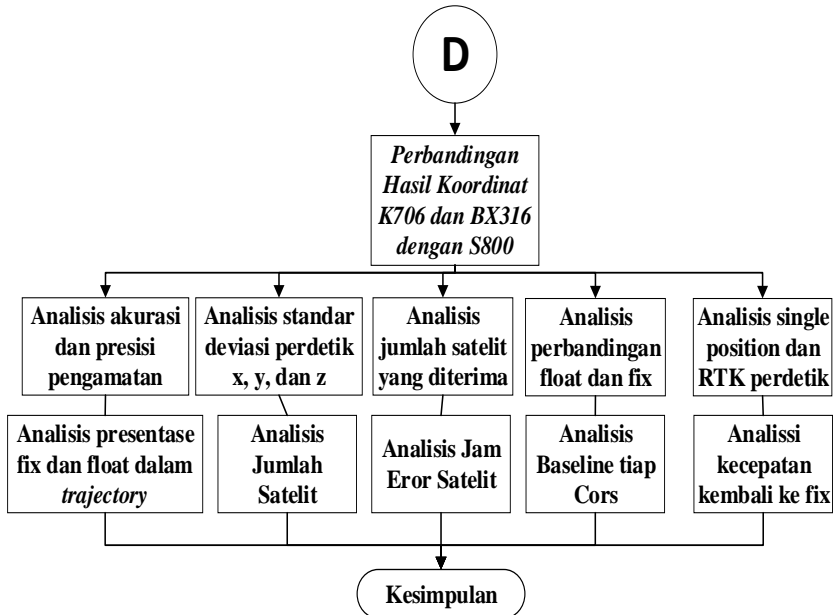 D
Perbandingan
Hasil Koordinat
K706 dan BX316
dengan S800
Analisis akurasi
dan presisi
pengamatan
Analisis standar
deviasi perdetik
x, y, dan z
Analisis
jumlah satelit
yang diterima
Analisis
perbandingan
float dan fix
Analisis single
position dan
RTK perdetik
Analisis presentase
fix dan float dalam
trajectory
Analisis
Jumlah
Satelit
Analisis Jam
Eror Satelit
Analisis
Baseline tiap
Cors
Analissi
kecepatan
kembali ke fix
Kesimpulan